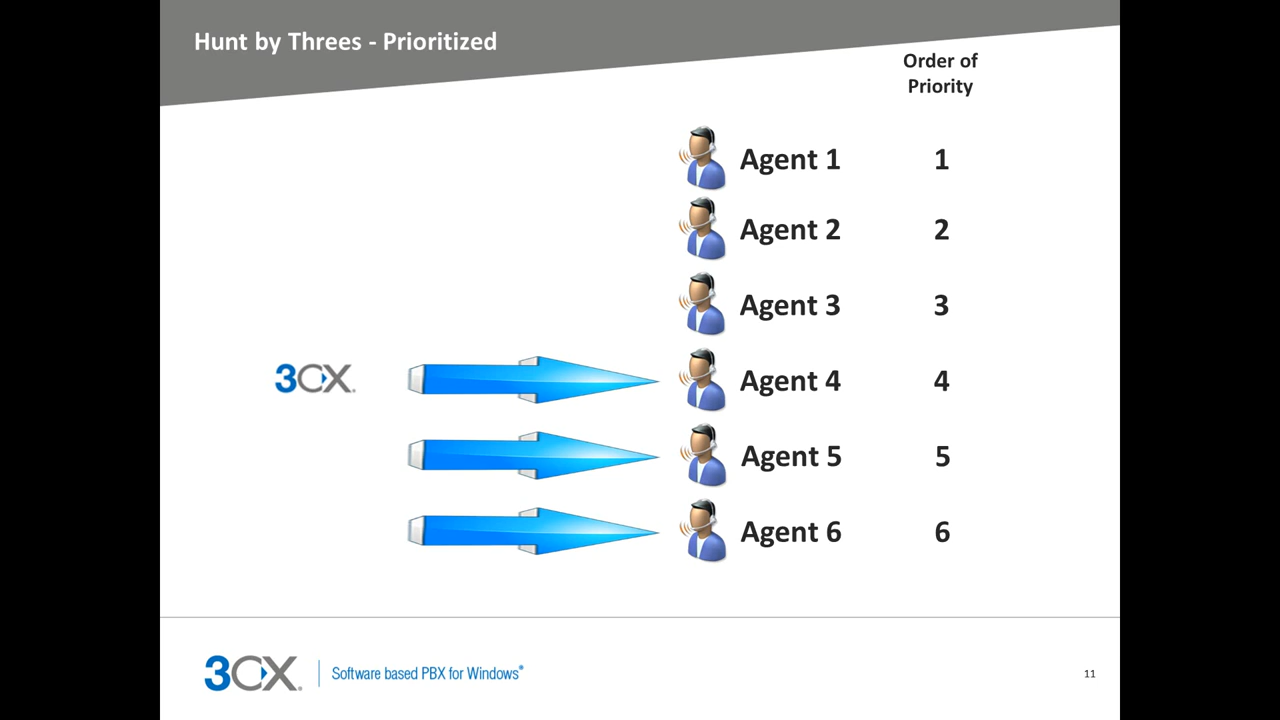 Hunt by Threes - Prioritized
Order of
Priority
Agent 1 1
Agent 2 2
Agent 3 3
3CX®
Agent 4 4
Agent 5 5
Agent 6 6
3CX® Software based PBX for Windows®
11